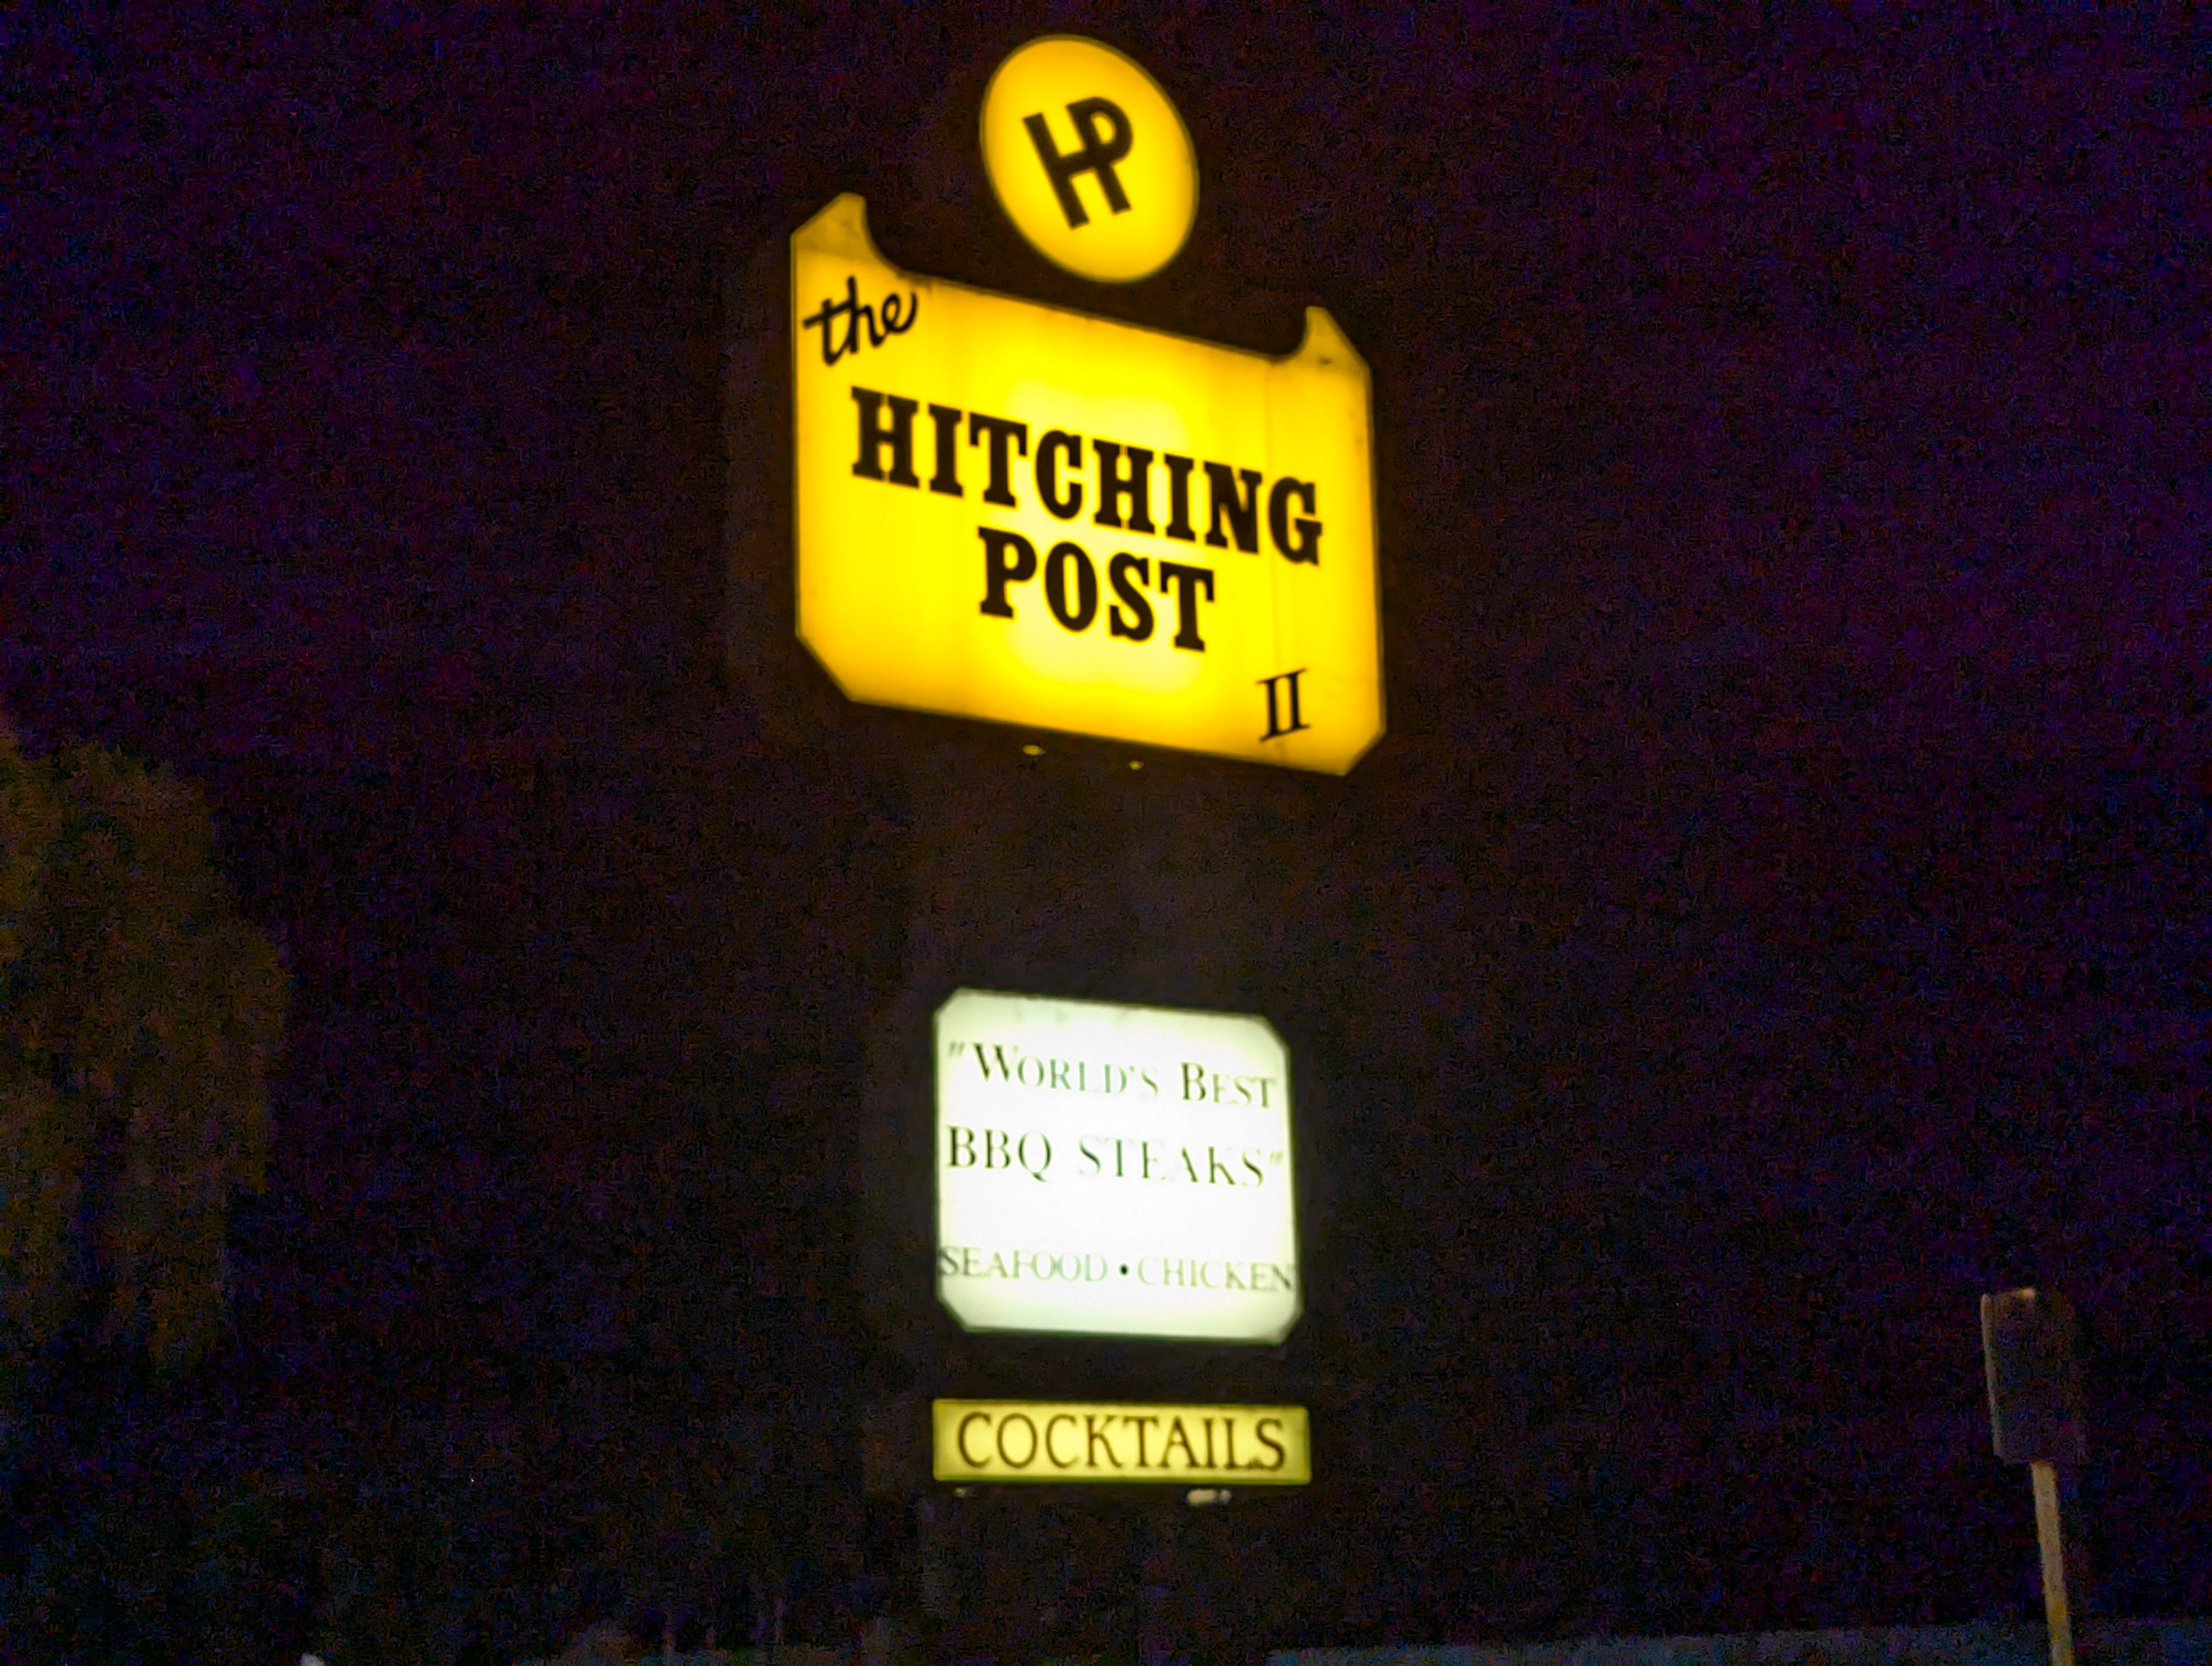 HP
the
HITCHING
POST
II
"WORLD'S BEST
BBQ STEAKS"
SEAFOOD • CHICKEN
COCKTAILS